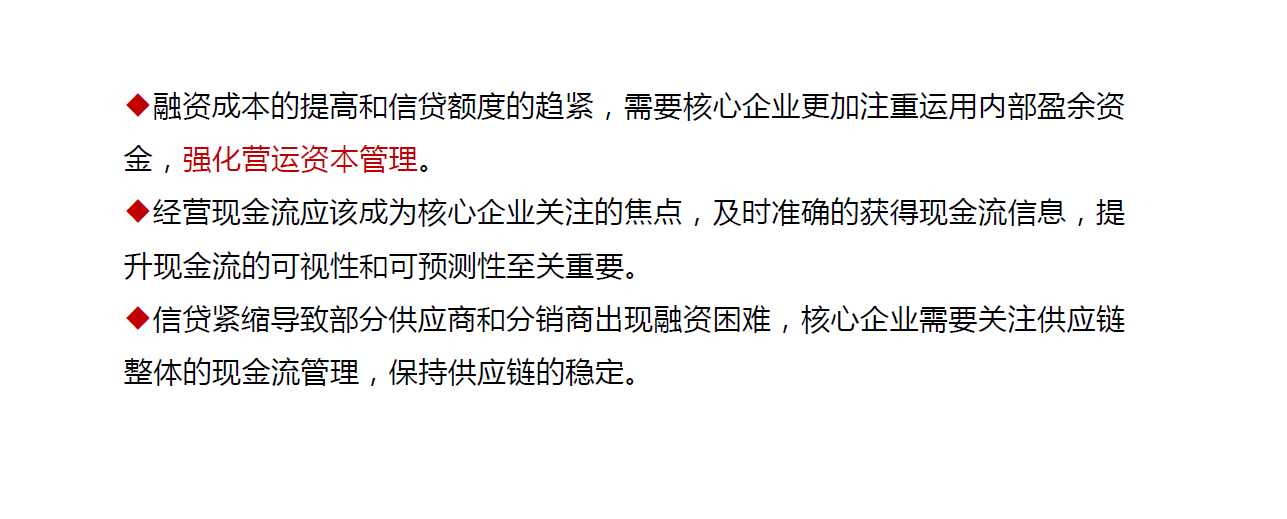 ◆融资成本的提高和信贷额度的趋紧，需要核心企业更加注重运用内部盈余资
金，强化营运资本管理。
◆经营现金流应该成为核心企业关注的焦点，及时准确的获得现金流信息，提
升现金流的可视性和可预测性至关重要。
◆信贷紧缩导致部分供应商和分销商出现融资困难，核心企业需要关注供应链
整体的现金流管理，保持供应链的稳定。